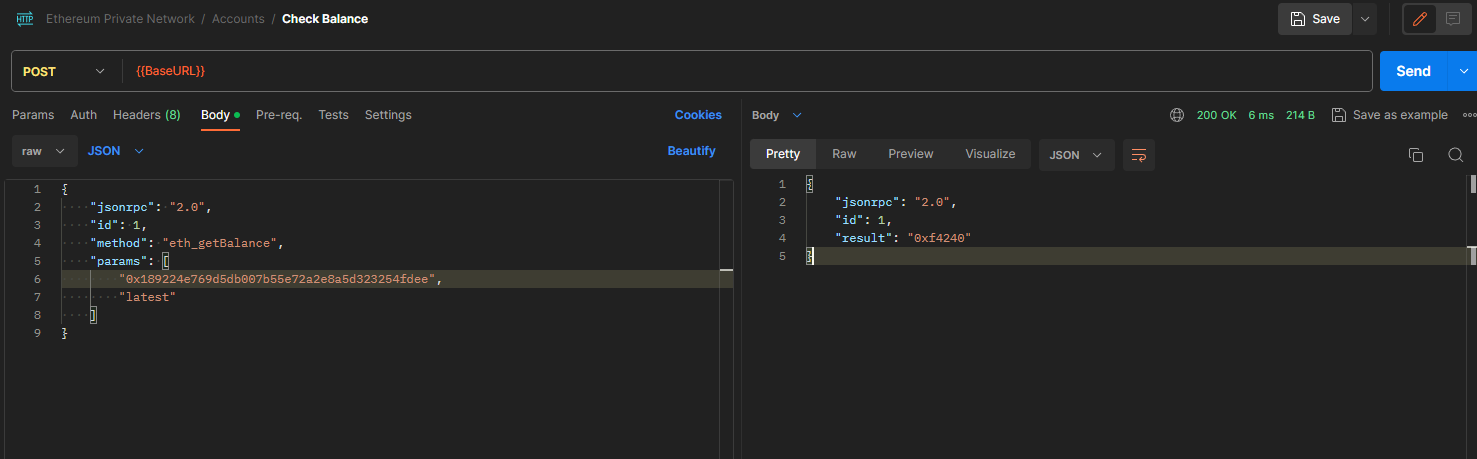 HTTP Ethereum Private Network / Accounts / Check Balance Save
POST {{BaseURL}} Send
Params Auth Headers (8) Body Pre-req. Tests Settings Cookies
Body 200 OK 6 ms 214 B Save as example
raw JSON Beautify
Pretty Raw Preview Visualize JSON
1 {
2 "jsonrpc": "2.0",
3 "id": 1,
4 "method": "eth_getBalance",
5 "params": [
6 "0x189224e769d5db007b55e72a2e8a5d323254fdee",
7 "latest"
8 ]
9 }
1 {
2 "jsonrpc": "2.0",
3 "id": 1,
4 "result": "0xf4240"
5 }